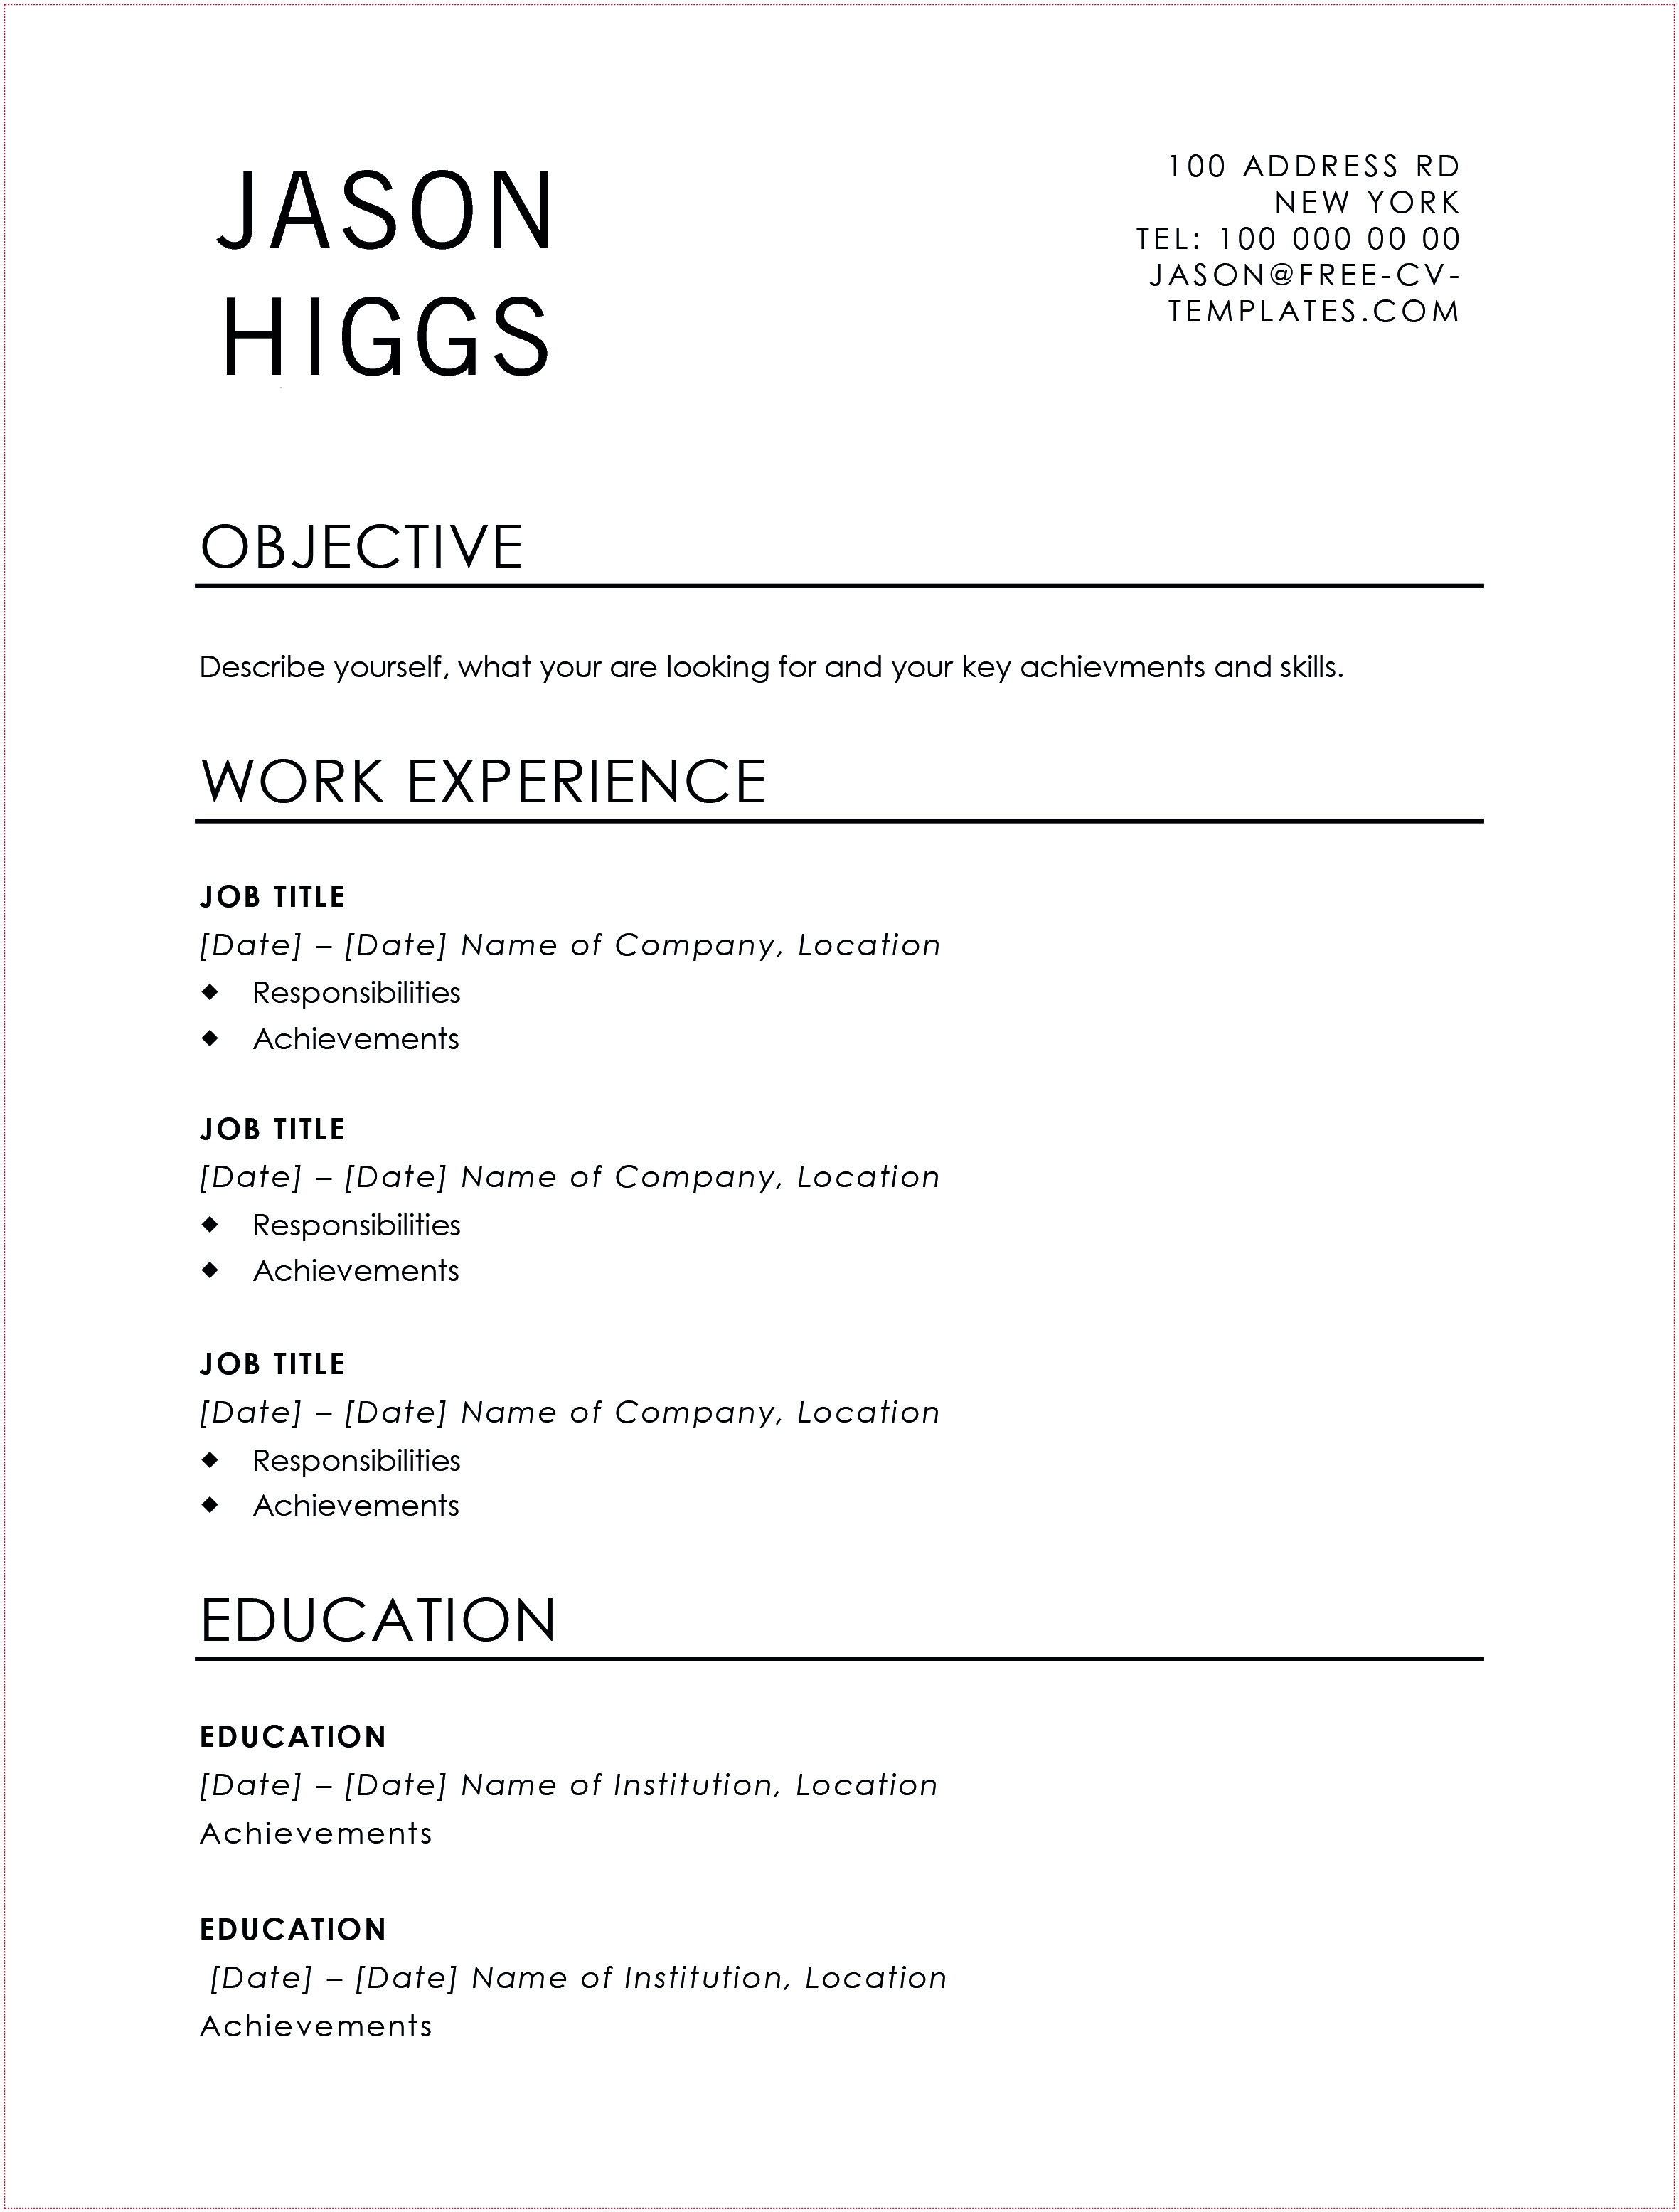 JASON
HIGGS
100 ADDRESS RD
NEW YORK
TEL: 100 000 00 00
JASON@FREE-CV-
TEMPLATES.COM
OBJECTIVE
Describe yourself, what your are looking for and your key achievments and skills.
WORK EXPERIENCE
JOB TITLE
[Date] – [Date] Name of Company, Location
◆ Responsibilities
◆ Achievements
JOB TITLE
[Date] – [Date] Name of Company, Location
◆ Responsibilities
◆ Achievements
JOB TITLE
[Date] – [Date] Name of Company, Location
◆ Responsibilities
◆ Achievements
EDUCATION
EDUCATION
[Date] – [Date] Name of Institution, Location
Achievements
EDUCATION
[Date] – [Date] Name of Institution, Location
Achievements